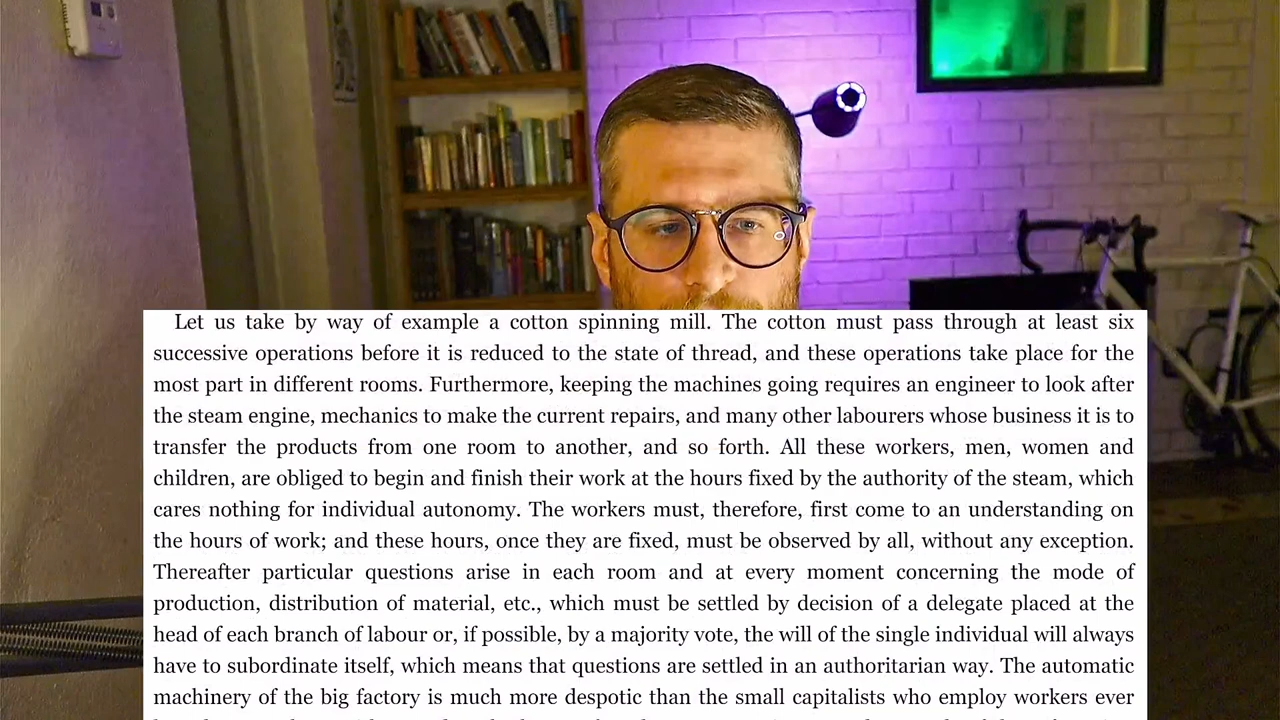 Let us take by way of example a cotton spinning mill. The cotton must pass through at least six
successive operations before it is reduced to the state of thread, and these operations take place for the
most part in different rooms. Furthermore, keeping the machines going requires an engineer to look after
the steam engine, mechanics to make the current repairs, and many other labourers whose business it is to
transfer the products from one room to another, and so forth. All these workers, men, women and
children, are obliged to begin and finish their work at the hours fixed by the authority of the steam, which
cares nothing for individual autonomy. The workers must, therefore, first come to an understanding on
the hours of work; and these hours, once they are fixed, must be observed by all, without any exception.
Thereafter particular questions arise in each room and at every moment concerning the mode of
production, distribution of material, etc., which must be settled by decision of a delegate placed at the
head of each branch of labour or, if possible, by a majority vote, the will of the single individual will always
have to subordinate itself, which means that questions are settled in an authoritarian way. The automatic
machinery of the big factory is much more despotic than the small capitalists who employ workers ever